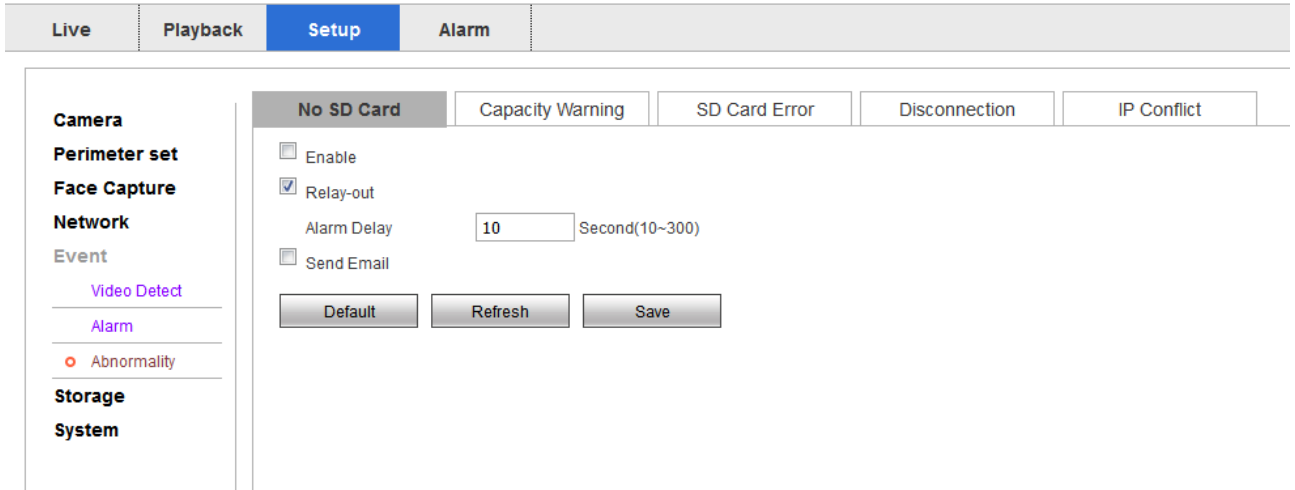 Live Playback Setup Alarm
No SD Card Capacity Warning SD Card Error Disconnection IP Conflict
Camera
Perimeter set
Face Capture
Network
Event
Video Detect
Alarm
Abnormality
Storage
System
Enable
Relay-out
Alarm Delay 10 Second(10~300)
Send Email
Default Refresh Save